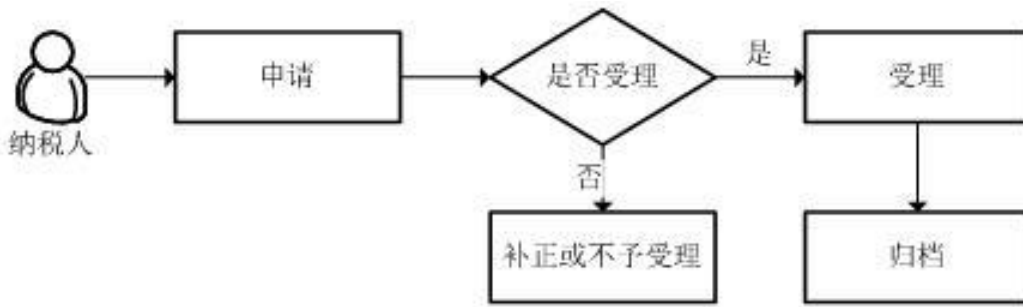 纳税人
申请
是否受理
是
受理
否
补正或不予受理
归档